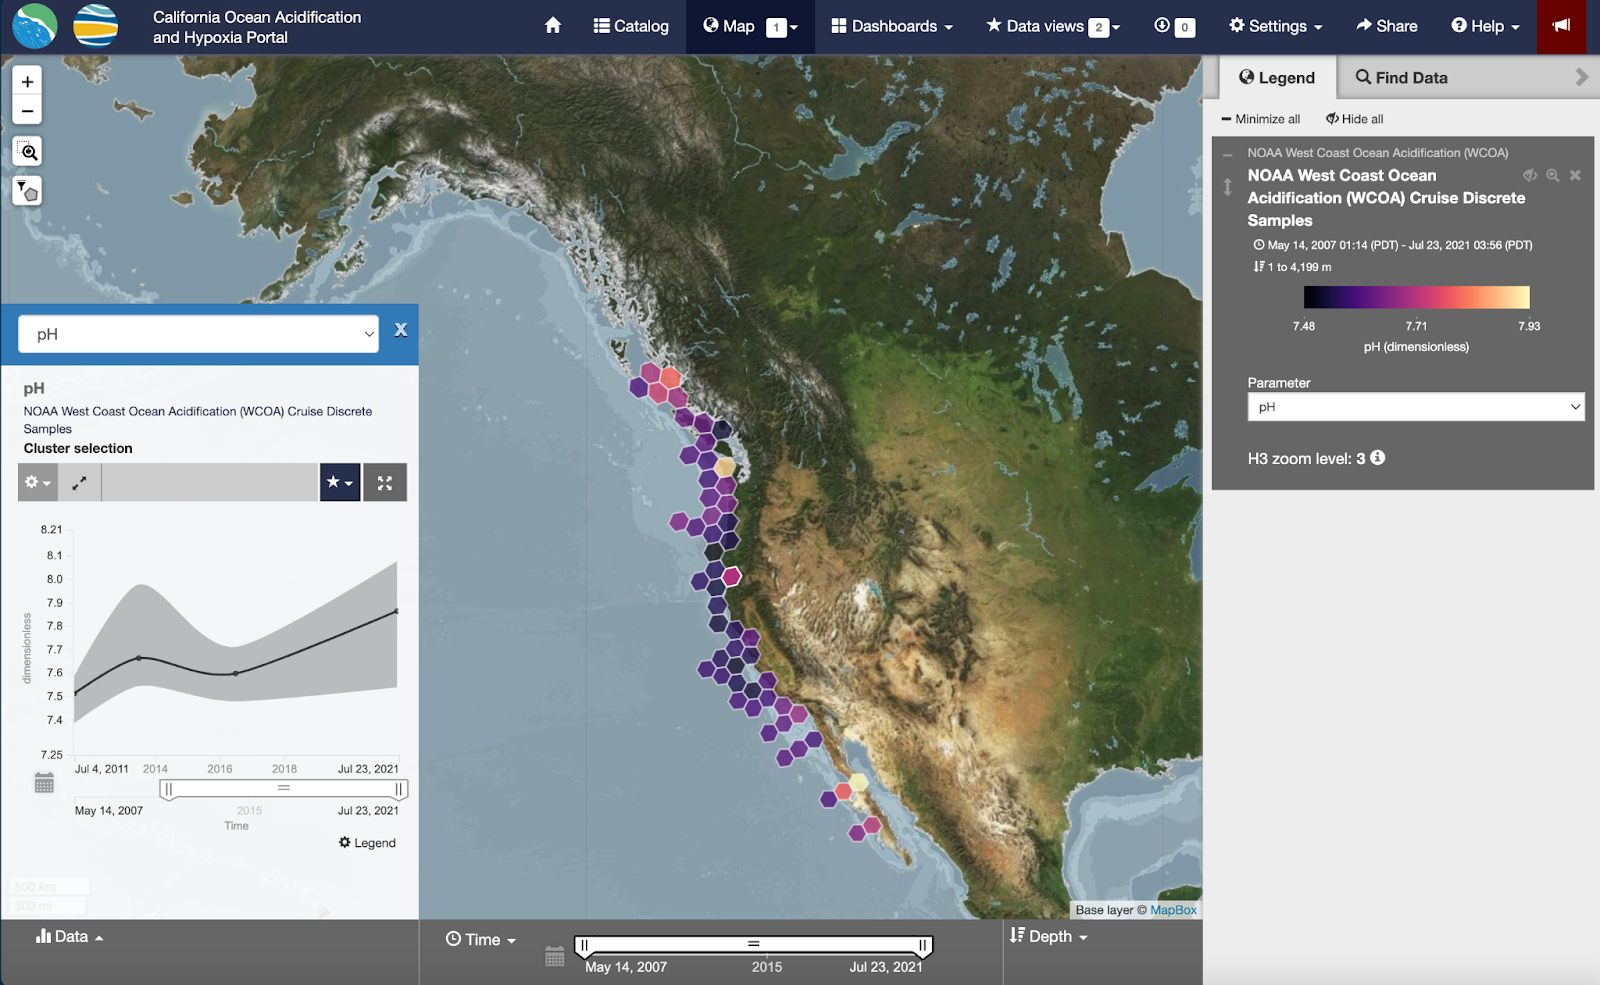 California Ocean Acidification
and Hypoxia Portal
Catalog
Map 1
Dashboards
Data views 2
0
Settings
Share
Help
+
−
Legend
Find Data
Minimize all
Hide all
NOAA West Coast Ocean Acidification (WCOA)
NOAA West Coast Ocean
Acidification (WCOA) Cruise Discrete
Samples
May 14, 2007 01:14 (PDT) - Jul 23, 2021 03:56 (PDT)
1 to 4,199 m
7.48 7.71 7.93
pH (dimensionless)
Parameter
pH
H3 zoom level: 3
pH
X
pH
NOAA West Coast Ocean Acidification (WCOA) Cruise Discrete
Samples
Cluster selection
8.21
8.1
8.0
7.9
7.8
7.7
7.6
7.5
7.4
7.25
dimensionless
Jul 4, 2011 2014 2016 2018 Jul 23, 2021
May 14, 2007 2015 Jul 23, 2021
Time
Legend
500 km
300 mi
Base layer © MapBox
Data
Time
May 14, 2007 2015 Jul 23, 2021
Depth